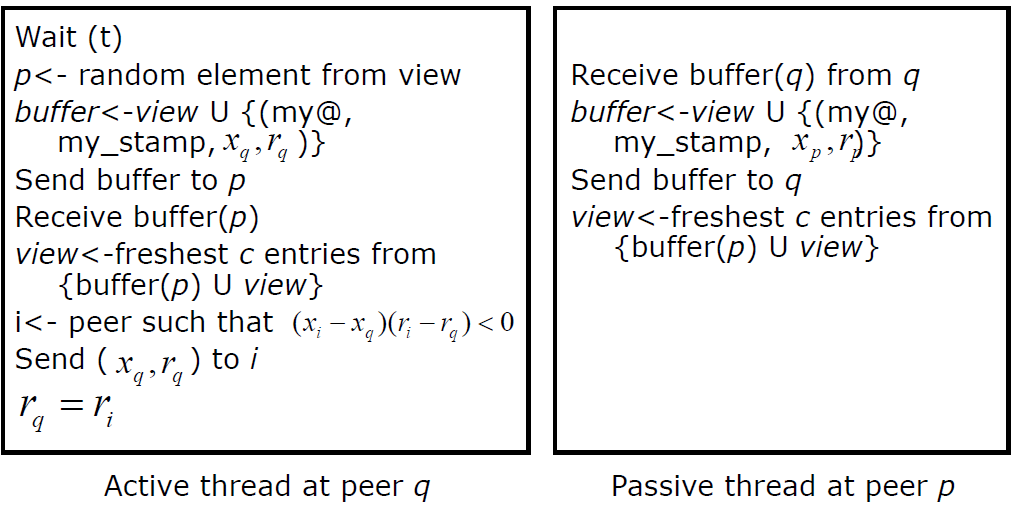 Wait (t)
p<- random element from view
buffer<-view U {(my@,
my_stamp, x_q, r_q )}
Send buffer to p
Receive buffer(p)
view<-freshest c entries from
{buffer(p) U view}
i<- peer such that (x_i − x_q)(r_i − r_q) < 0
Send ( x_q, r_q ) to i
r_q = r_i
Active thread at peer q
Receive buffer(q) from q
buffer<-view U {(my@,
my_stamp, x_p, r_p)}
Send buffer to q
view<-freshest c entries from
{buffer(p) U view}
Passive thread at peer p